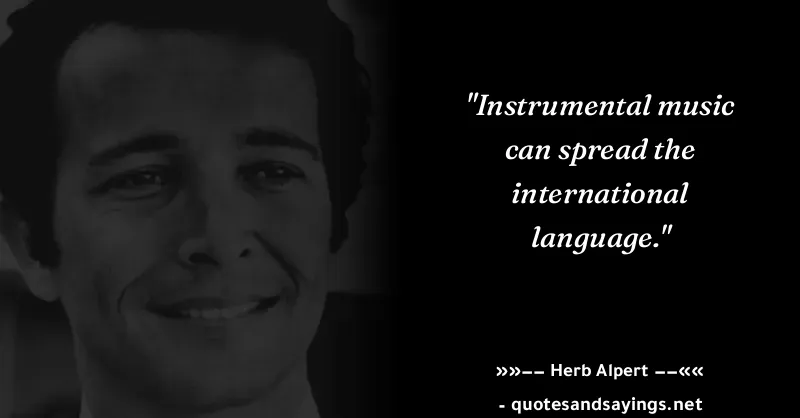 "Instrumental music
can spread the
international
language."
»»−− Herb Alpert −−««
- quotesandsayings.net